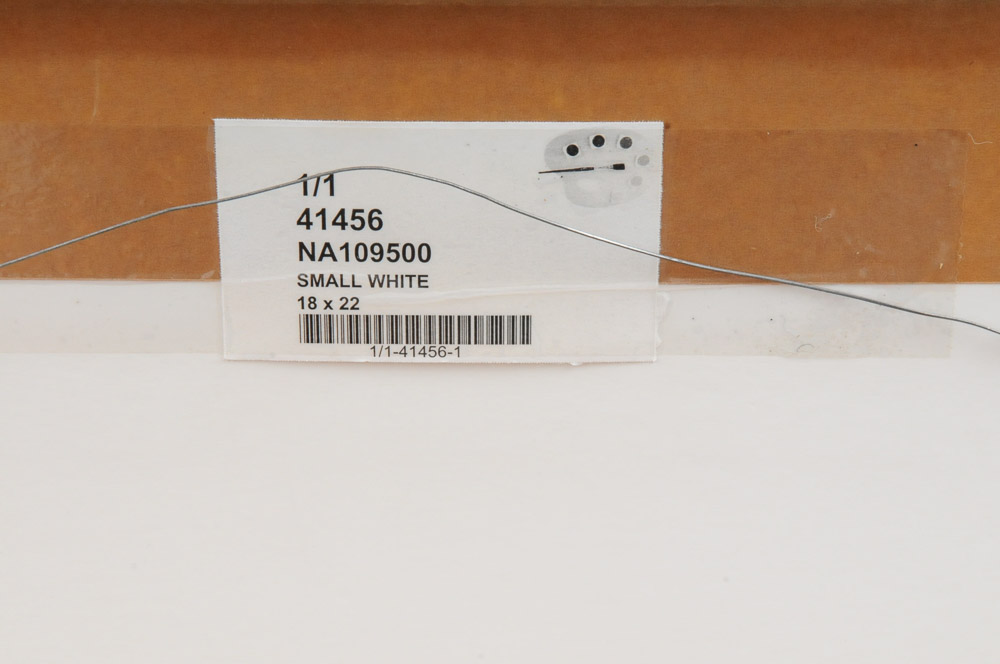 1/1
41456
NA109500
SMALL WHITE
18 x 22
1/1-41456-1